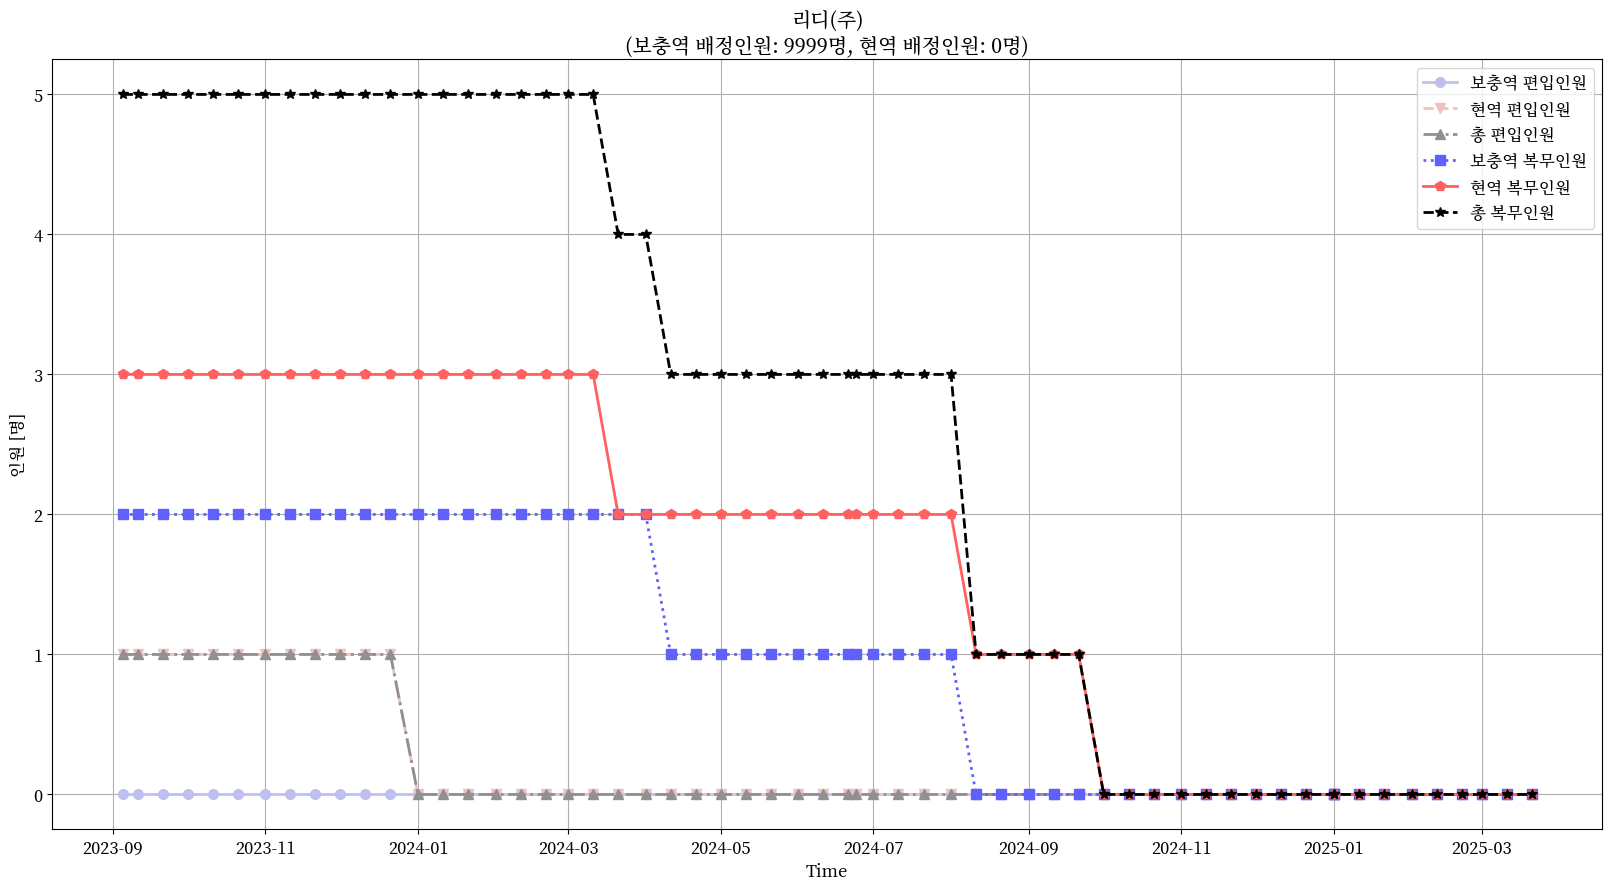 리디(주)
(보충역 배정인원: 9999명, 현역 배정인원: 0명)
보충역 편입인원
현역 편입인원
총 편입인원
보충역 복무인원
현역 복무인원
총 복무인원
인원 [명]
5
4
3
2
1
0
2023-09 2023-11 2024-01 2024-03 2024-05 2024-07 2024-09 2024-11 2025-01 2025-03
Time